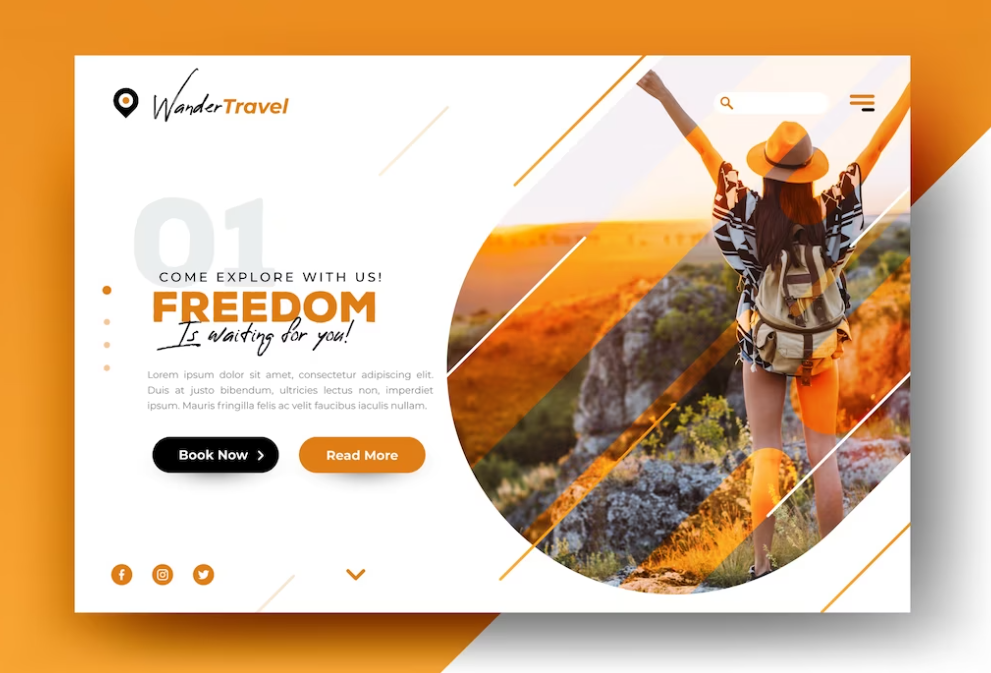 WanderTravel
01
COME EXPLORE WITH US!
FREEDOM
Is waiting for you!
Lorem ipsum dolor sit amet, consectetur adipiscing elit.
Duis at justo bibendum, ultricies lectus non, imperdiet
ipsum. Mauris fringilla felis ac velit faucibus iaculis nullam.
Book Now
Read More